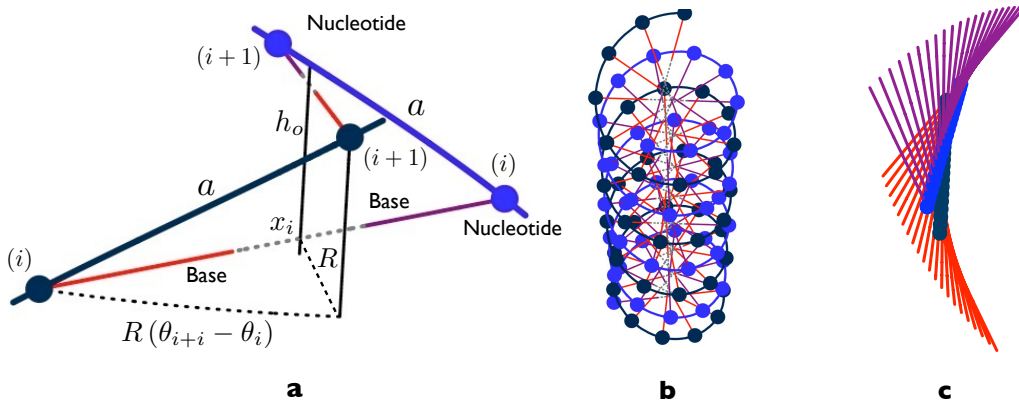 Nucleotide
(i+1)
a
h_o
(i+1)
(i)
a
Base
x_i
Nucleotide
(i)
Base
R
R (θ_{i+i} − θ_i)
a
b
c